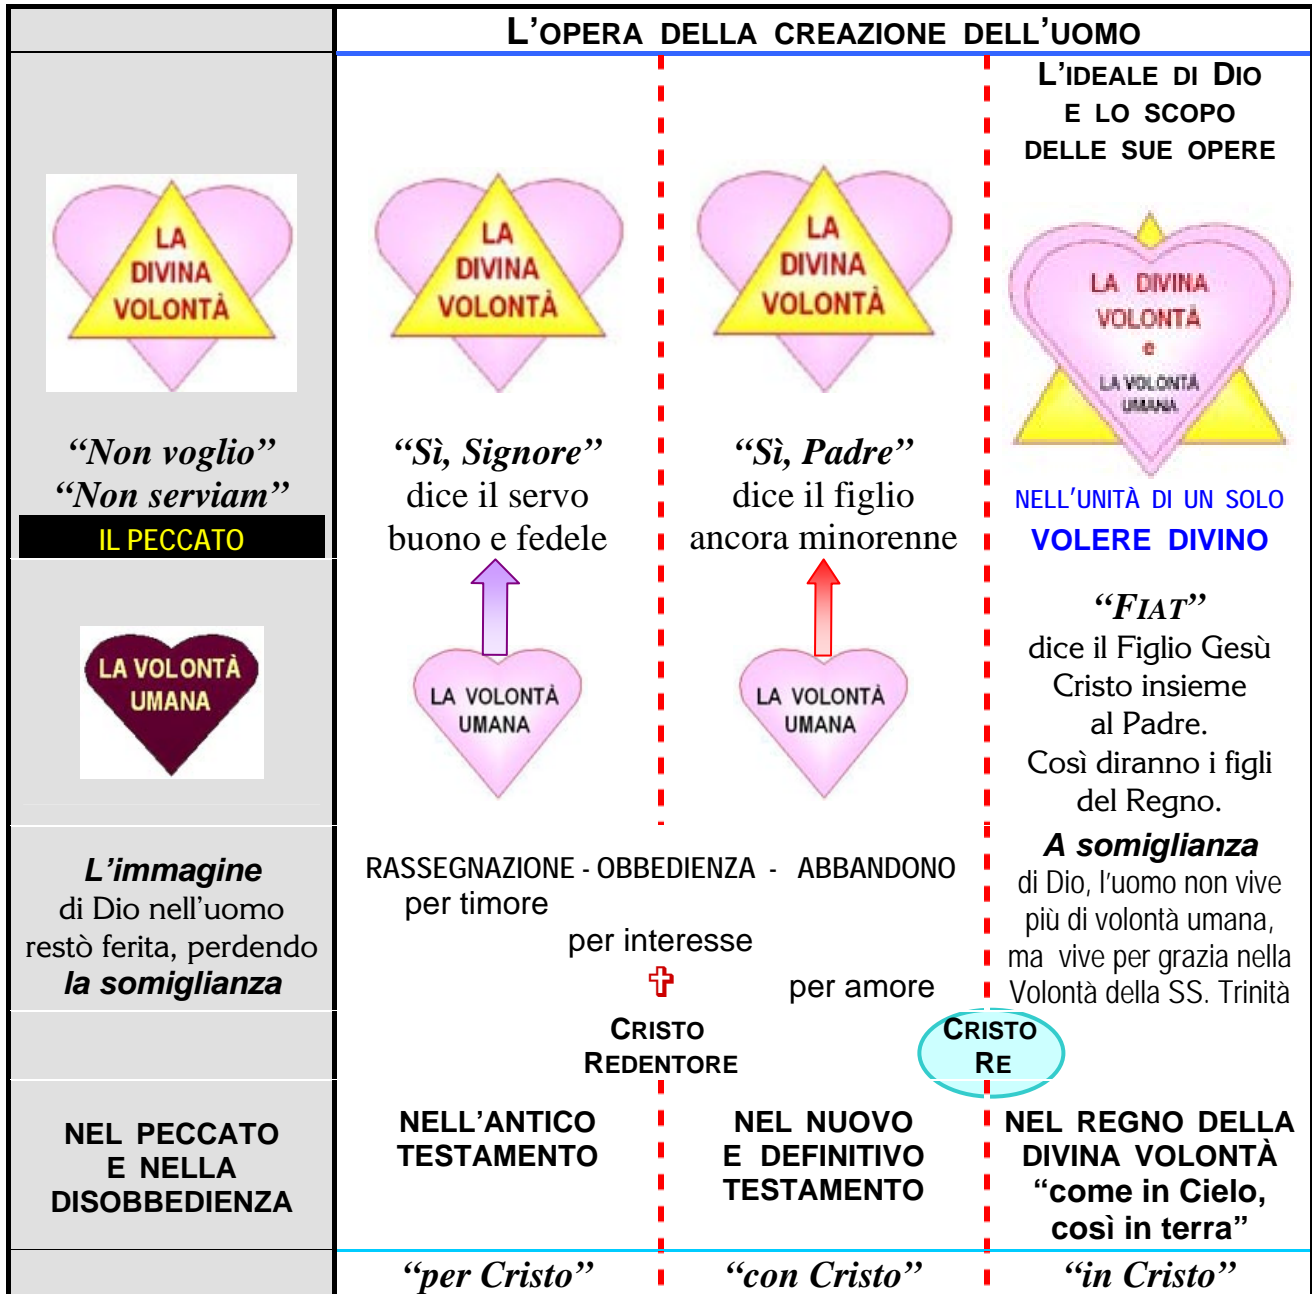 L'OPERA DELLA CREAZIONE DELL'UOMO
LA
DIVINA
VOLONTÀ
“Non voglio”
“Non serviam”
IL PECCATO
LA VOLONTÀ
UMANA
L'immagine
di Dio nell'uomo
restò ferita, perdendo
la somiglianza
NEL PECCATO
E NELLA
DISOBBEDIENZA
LA
DIVINA
VOLONTÀ
“Sì, Signore”
dice il servo
buono e fedele
LA VOLONTÀ
UMANA
LA
DIVINA
VOLONTÀ
“Sì, Padre”
dice il figlio
ancora minorenne
LA VOLONTÀ
UMANA
RASSEGNAZIONE - OBBEDIENZA - ABBANDONO
per timore
per interesse
per amore
CRISTO
REDENTORE
CRISTO
RE
NELL'ANTICO
TESTAMENTO
“per Cristo”
NEL NUOVO
E DEFINITIVO
TESTAMENTO
“con Cristo”
L'IDEALE DI DIO
E LO SCOPO
DELLE SUE OPERE
LA DIVINA
VOLONTÀ
e
LA VOLONTÀ
UMANA
NELL'UNITÀ DI UN SOLO
VOLERE DIVINO
“FIAT”
dice il Figlio Gesù
Cristo insieme
al Padre.
Così diranno i figli
del Regno.
A somiglianza
di Dio, l'uomo non vive
più di volontà umana,
ma vive per grazia nella
Volontà della SS. Trinità
NEL REGNO DELLA
DIVINA VOLONTÀ
“come in Cielo,
così in terra”
“in Cristo”